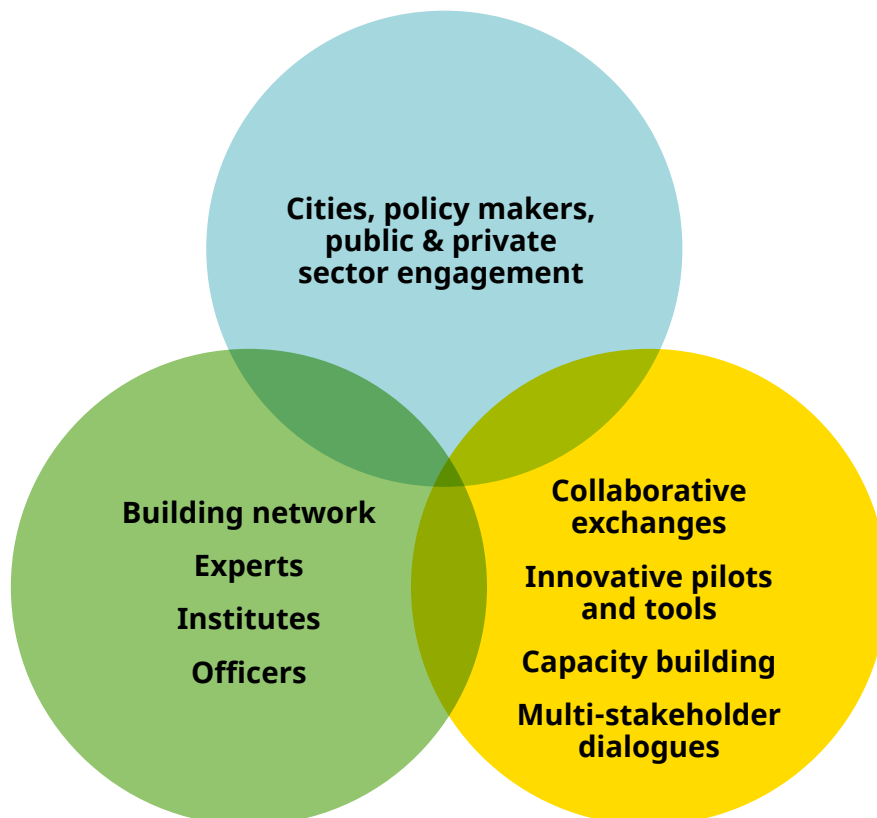 Cities, policy makers,
public & private
sector engagement
Building network
Experts
Institutes
Officers
Collaborative
exchanges
Innovative pilots
and tools
Capacity building
Multi-stakeholder
dialogues